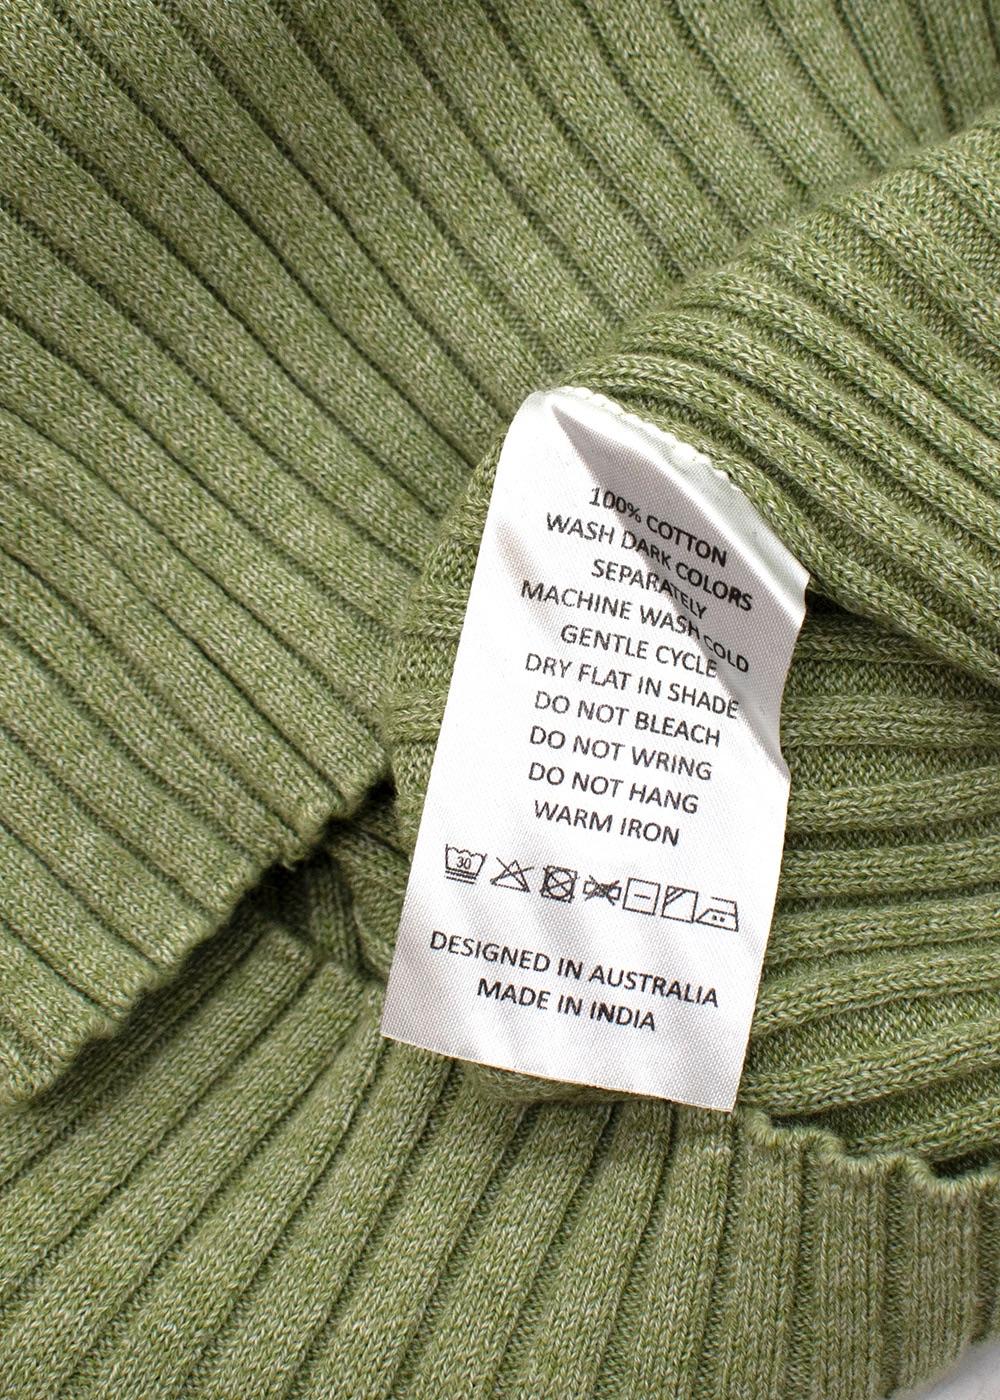 100% COTTON
WASH DARK COLORS
SEPARATELY
MACHINE WASH COLD
GENTLE CYCLE
DRY FLAT IN SHADE
DO NOT BLEACH
DO NOT WRING
DO NOT HANG
WARM IRON
30
DESIGNED IN AUSTRALIA
MADE IN INDIA